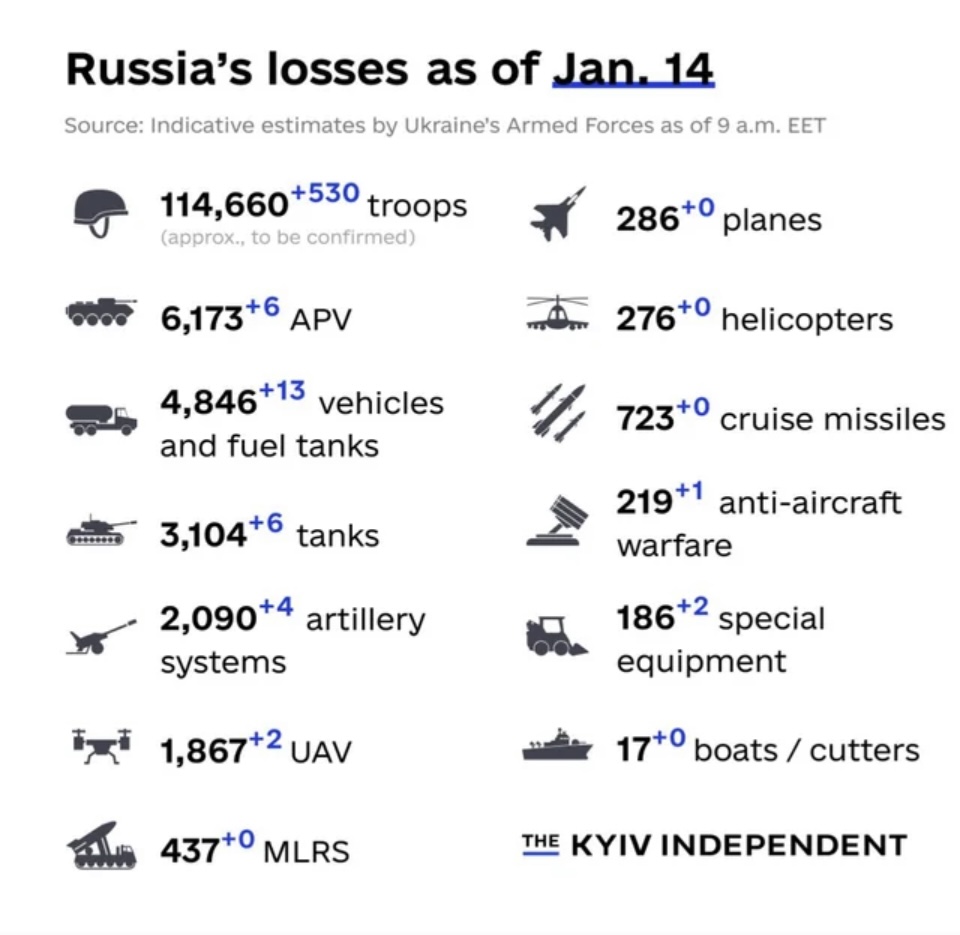 Russia's losses as of Jan. 14
Source: Indicative estimates by Ukraine's Armed Forces as of 9 a.m. EET
114,660+530 troops
(approx., to be confirmed)
6,173+6 APV
4,846+13 vehicles
and fuel tanks
3,104+6 tanks
2,090+4 artillery
systems
1,867+2 UAV
437+0 MLRS
286+0 planes
276+0 helicopters
723+0 cruise missiles
219+1 anti-aircraft
warfare
186+2 special
equipment
17+0 boats / cutters
THE KYIV INDEPENDENT